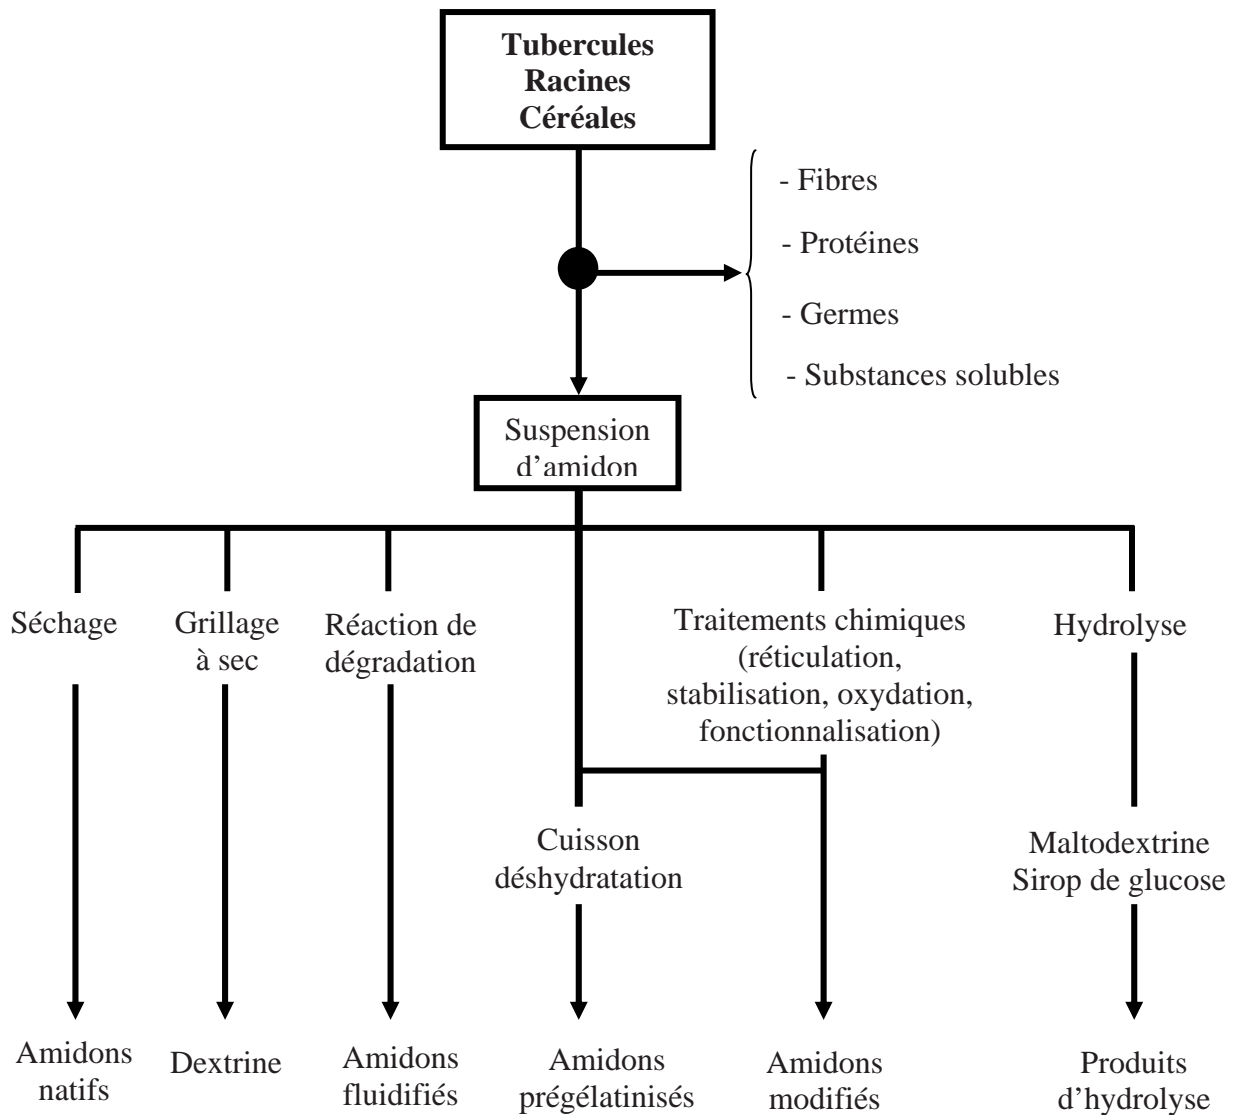 Tubercules
Racines
Céréales
- Fibres
- Protéines
- Germes
- Substances solubles
Suspension
d’amidon
Séchage
Grillage
à sec
Réaction de
dégradation
Traitements chimiques
(réticulation,
stabilisation, oxydation,
fonctionnalisation)
Hydrolyse
Cuisson
déshydratation
Maltodextrine
Sirop de glucose
Amidons
natifs
Dextrine
Amidons
fluidifiés
Amidons
prégélatinisés
Amidons
modifiés
Produits
d’hydrolyse